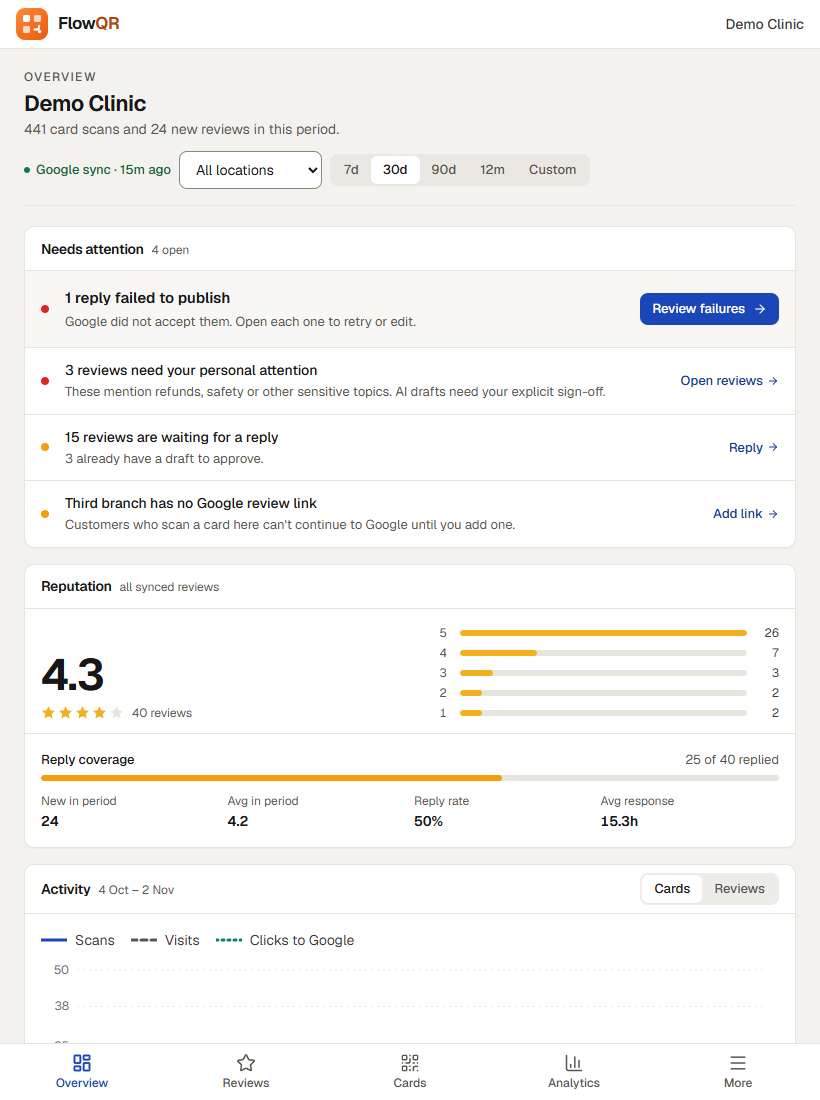 FlowQR
Demo Clinic
OVERVIEW
Demo Clinic
441 card scans and 24 new reviews in this period.
Google sync · 15m ago
All locations
7d
30d
90d
12m
Custom
Needs attention 4 open
1 reply failed to publish
Google did not accept them. Open each one to retry or edit.
Review failures →
3 reviews need your personal attention
These mention refunds, safety or other sensitive topics. AI drafts need your explicit sign-off.
Open reviews →
15 reviews are waiting for a reply
3 already have a draft to approve.
Reply →
Third branch has no Google review link
Customers who scan a card here can't continue to Google until you add one.
Add link →
Reputation all synced reviews
4.3
40 reviews
5 26
4 7
3 3
2 2
1 2
Reply coverage 25 of 40 replied
New in period Avg in period Reply rate Avg response
24 4.2 50% 15.3h
Activity 4 Oct – 2 Nov
Cards Reviews
Scans Visits Clicks to Google
50
38
Overview Reviews Cards Analytics More